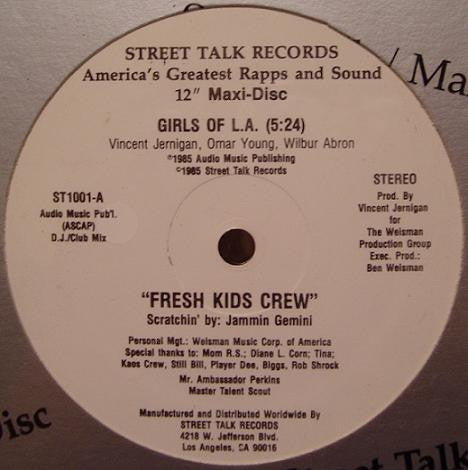 STREET TALK RECORDS
America's Greatest Rapps and Sound
12" Maxi-Disc
GIRLS OF L.A. (5:24)
Vincent Jernigan, Omar Young, Wilbur Abron
©1985 Audio Music Publishing
©1985 Street Talk Records
ST1001-A
Audio Music Pub'l.
(ASCAP)
D.J./Club Mix
STEREO
Prod. By
Vincent Jernigan
for
The Weisman
Production Group
Exec. Prod.:
Ben Weisman
"FRESH KIDS CREW"
Scratchin' by: Jammin Gemini
Personal Mgt.: Weisman Music Corp. of America
Special thanks to: Mom R.S.; Diane L. Corn; Tina;
Kaos Crew, Still Bill, Player Dee, Biggs, Rob Shrock
Mr. Ambassador Perkins
Master Talent Scout
Manufactured and Distributed Worldwide By
STREET TALK RECORDS
4218 W. Jefferson Blvd.
Los Angeles, CA 90016
/ Ma
Disc
t Talk